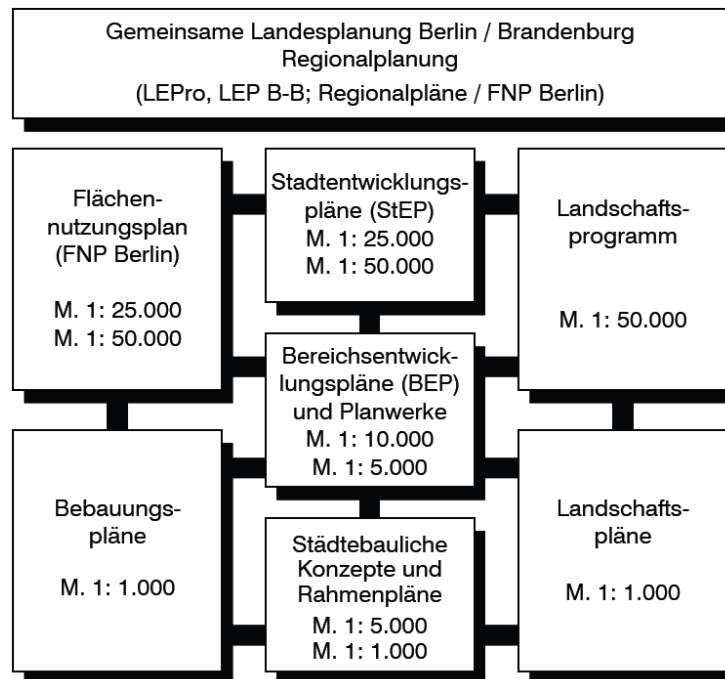 Gemeinsame Landesplanung Berlin / Brandenburg
Regionalplanung
(LEPro, LEP B-B; Regionalpläne / FNP Berlin)
Flächen-
nutzungsplan
(FNP Berlin)
M. 1: 25.000
M. 1: 50.000
Stadtentwicklungs-
pläne (StEP)
M. 1: 25.000
M. 1: 50.000
Landschafts-
programm
M. 1: 50.000
Bereichsentwick-
lungspläne (BEP)
und Planwerke
M. 1: 10.000
M. 1: 5.000
Bebauungs-
pläne
M. 1: 1.000
Städtebauliche
Konzepte und
Rahmenpläne
M. 1: 5.000
M. 1: 1.000
Landschafts-
pläne
M. 1: 1.000